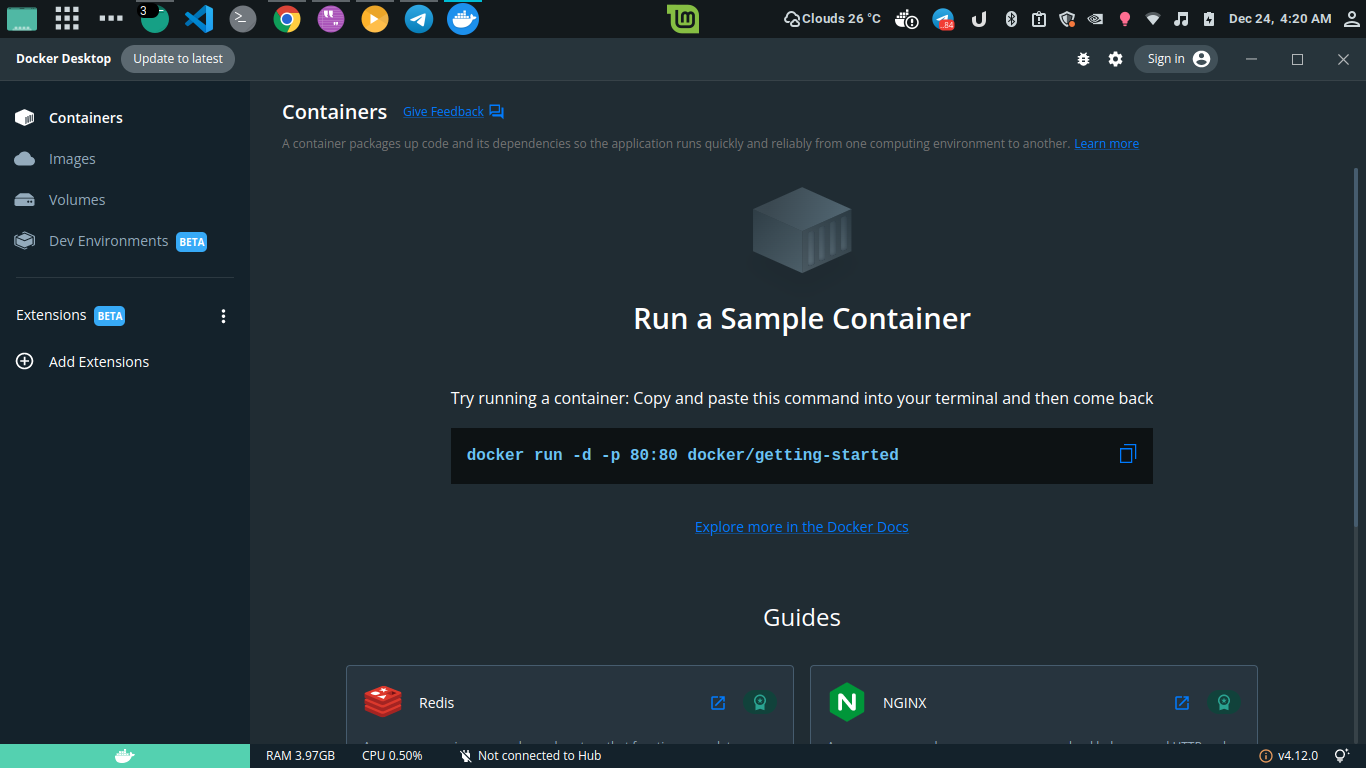 3
Clouds 26 °C
84
Dec 24, 4:20 AM
Docker Desktop
Update to latest
Sign in
Containers
Images
Volumes
Dev Environments
BETA
Extensions
BETA
Add Extensions
Containers
Give Feedback
A container packages up code and its dependencies so the application runs quickly and reliably from one computing environment to another. Learn more
Run a Sample Container
Try running a container: Copy and paste this command into your terminal and then come back
docker run -d -p 80:80 docker/getting-started
Explore more in the Docker Docs
Guides
Redis
NGINX
RAM 3.97GB
CPU 0.50%
Not connected to Hub
v4.12.0